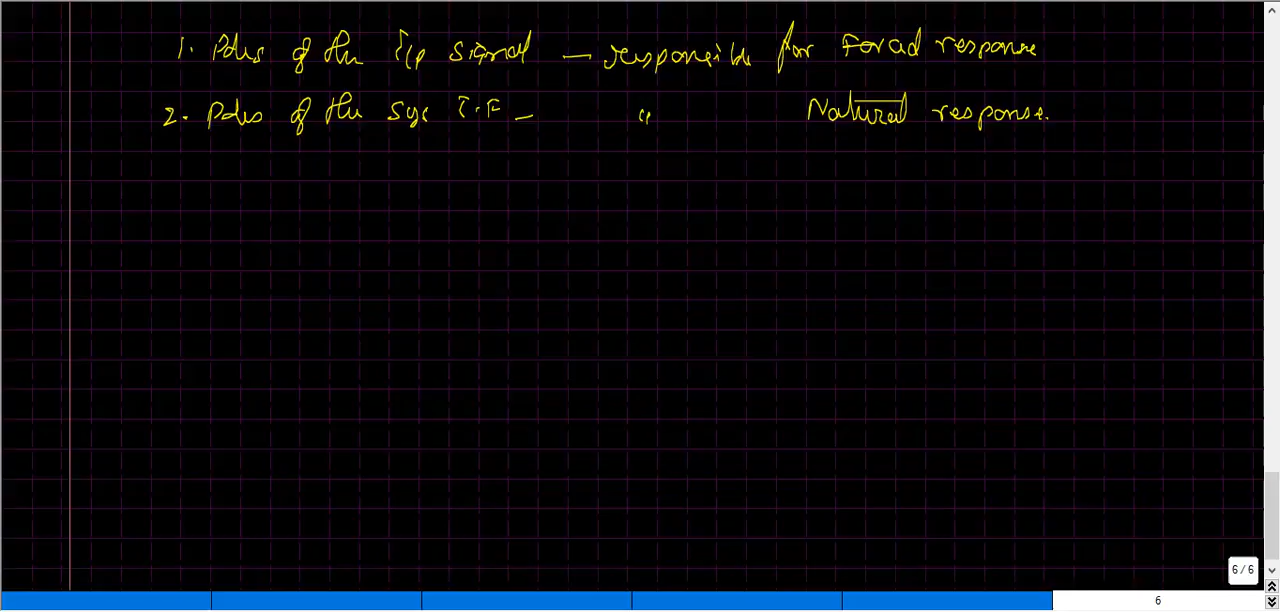 1. Poles of the I/p signal — responsible for Forced response
2. Poles of the Sys T.F — " Natural response.
6/6
6